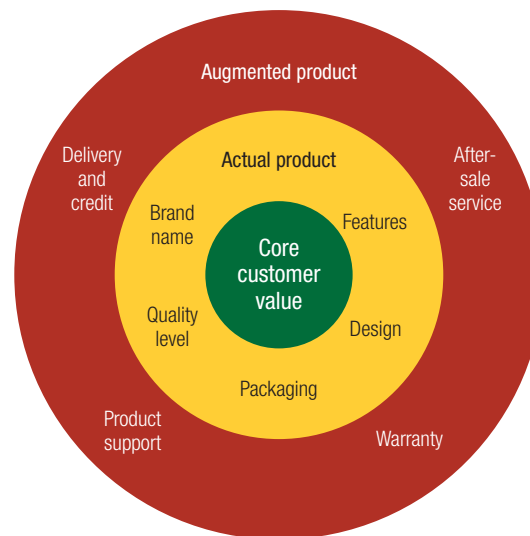 Augmented product
Delivery
and
credit
After-
sale
service
Actual product
Brand
name
Features
Core
customer
value
Quality
level
Design
Packaging
Product
support
Warranty